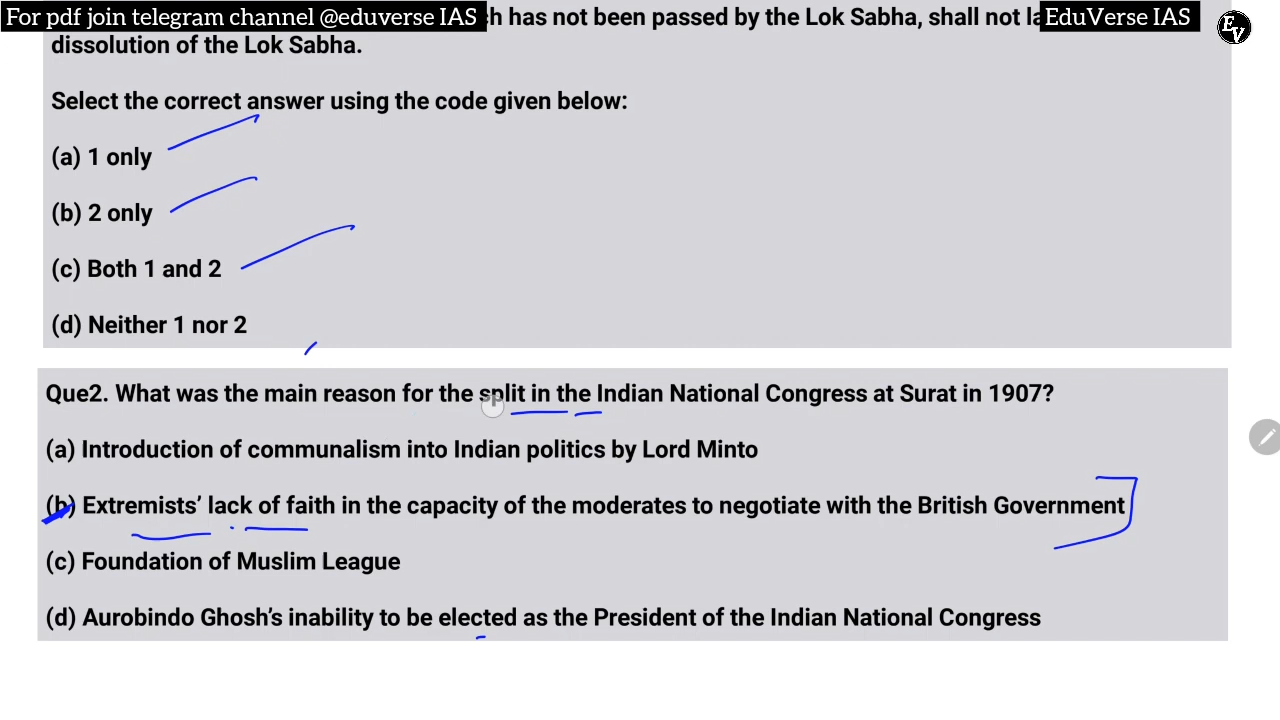 For pdf join telegram channel @eduverse IAS
h has not been passed by the Lok Sabha, shall not la
EduVerse IAS
EV
dissolution of the Lok Sabha.
Select the correct answer using the code given below:
(a) 1 only
(b) 2 only
(c) Both 1 and 2
(d) Neither 1 nor 2
Que2. What was the main reason for the split in the Indian National Congress at Surat in 1907?
(a) Introduction of communalism into Indian politics by Lord Minto
(b) Extremists’ lack of faith in the capacity of the moderates to negotiate with the British Government
(c) Foundation of Muslim League
(d) Aurobindo Ghosh’s inability to be elected as the President of the Indian National Congress